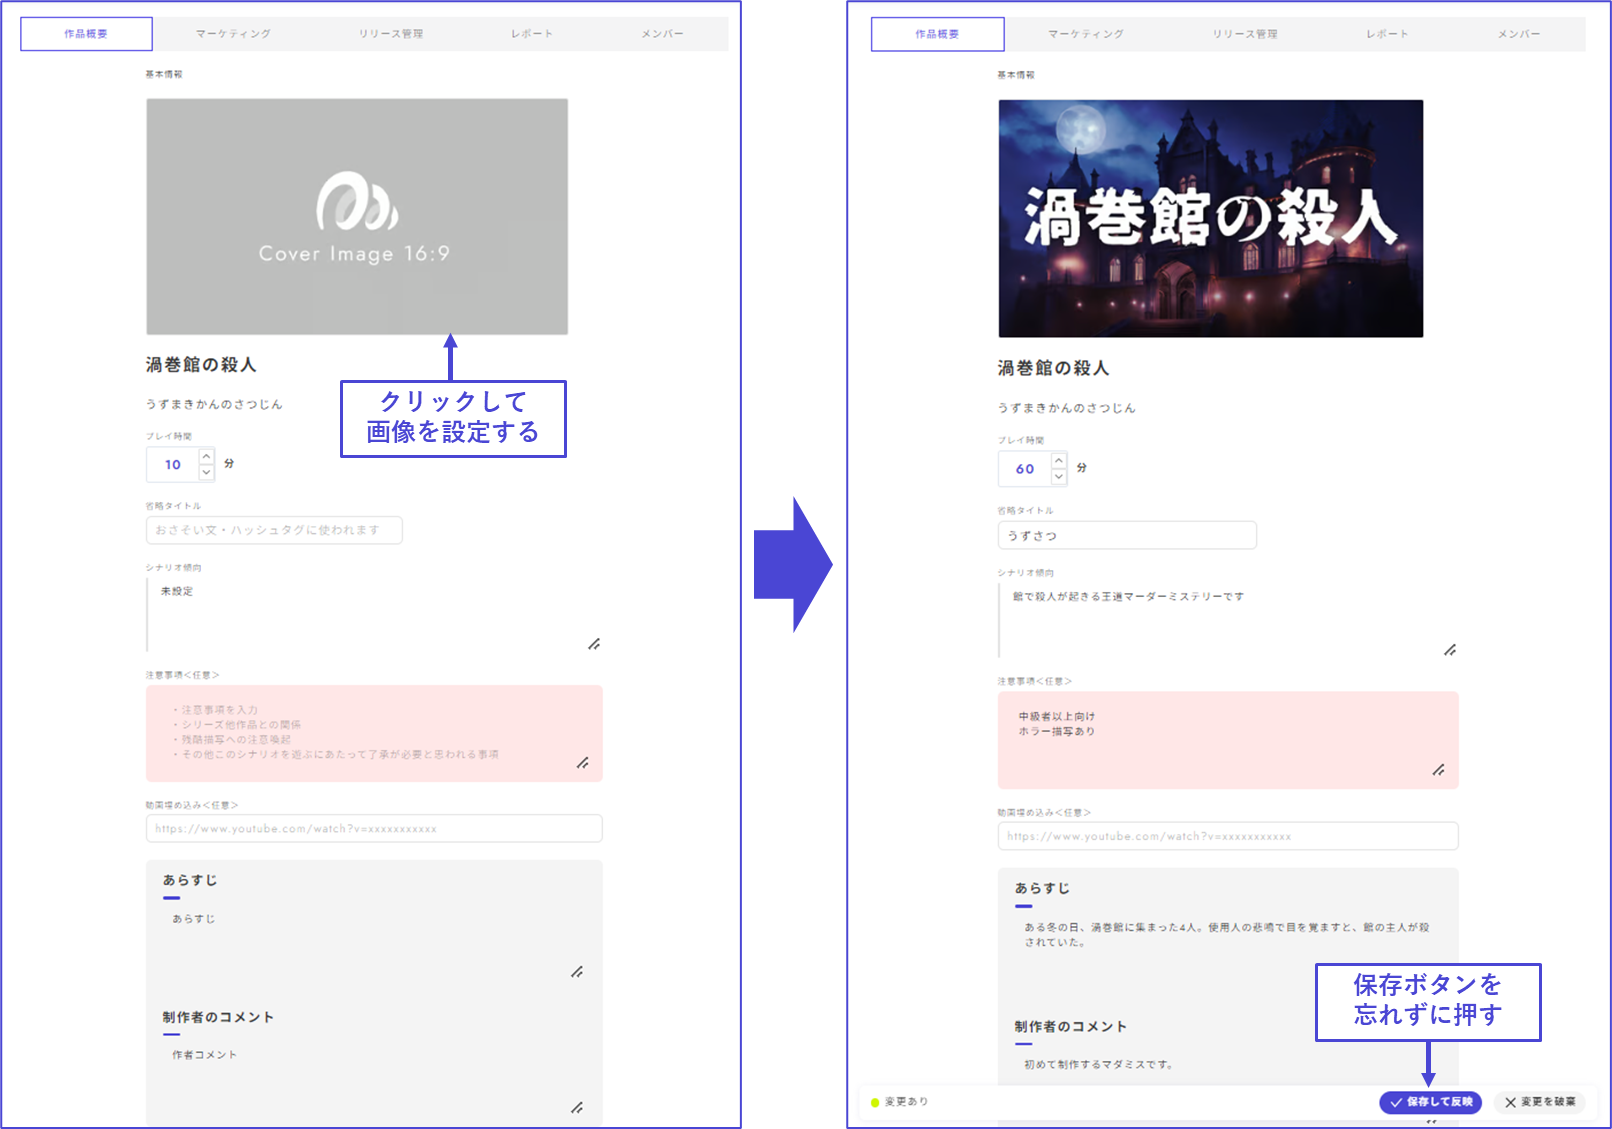 作品概要
マーケティング
リリース管理
レポート
メンバー
基本情報
Cover Image 16:9
渦巻館の殺人
うずまきかんのさつじん
クリックして
画像を設定する
プレイ時間
10
分
省略タイトル
おさそい文・ハッシュタグに使われます
シナリオ傾向
未設定
注意事項<任意>
・注意事項を入力
・シリーズ他作品との関係
・残酷描写への注意喚起
・その他このシナリオを遊ぶにあたって了承が必要と思われる事項
動画埋め込み<任意>
https://www.youtube.com/watch?v=xxxxxxxxxxx
あらすじ
あらすじ
制作者のコメント
作者コメント
作品概要
マーケティング
リリース管理
レポート
メンバー
基本情報
渦巻館の殺人
渦巻館の殺人
うずまきかんのさつじん
プレイ時間
60
分
省略タイトル
うずさつ
シナリオ傾向
館で殺人が起きる王道マーダーミステリーです
注意事項<任意>
中級者以上向け
ホラー描写あり
動画埋め込み<任意>
https://www.youtube.com/watch?v=xxxxxxxxxxx
あらすじ
ある冬の日、渦巻館に集まった4人。使用人の悲鳴で目を覚ますと、館の主人が殺
されていた。
保存ボタンを
忘れずに押す
制作者のコメント
初めて制作するマダミスです。
変更あり
保存して反映
変更を破棄